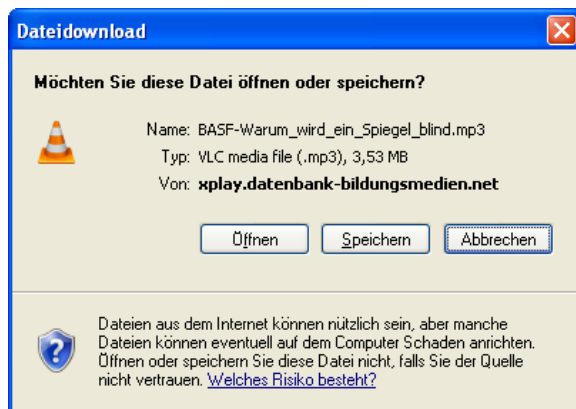 Dateidownload
Möchten Sie diese Datei öffnen oder speichern?
Name: BASF-Warum_wird_ein_Spiegel_blind.mp3
Typ: VLC media file (.mp3), 3,53 MB
Von: xplay.datenbank-bildungsmedien.net
Öffnen Speichern Abbrechen
Dateien aus dem Internet können nützlich sein, aber manche
Dateien können eventuell auf dem Computer Schaden anrichten.
Öffnen oder speichern Sie diese Datei nicht, falls Sie der Quelle
nicht vertrauen. Welches Risiko besteht?